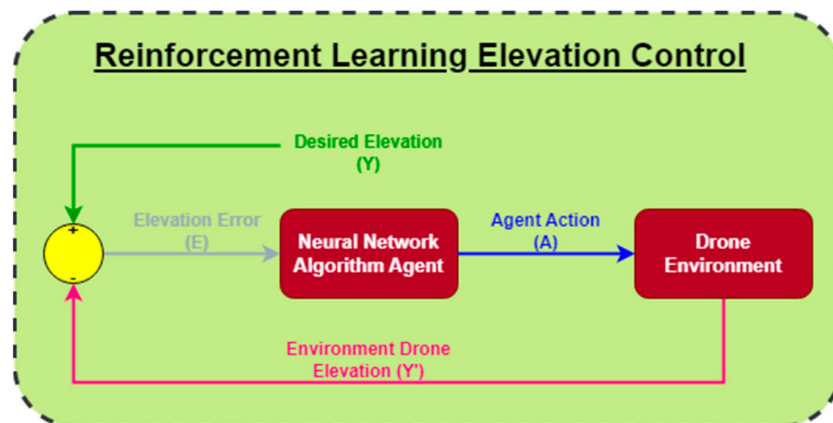 Reinforcement Learning Elevation Control
Desired Elevation
(Y)
+
Elevation Error
(E)
Neural Network
Algorithm Agent
Agent Action
(A)
Drone
Environment
-
Environment Drone
Elevation (Y')